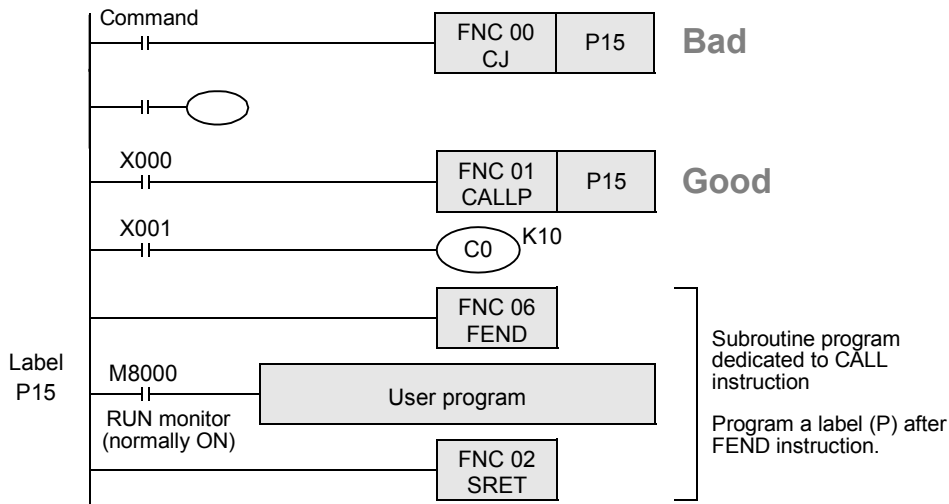 Command
FNC 00
CJ
P15
Bad
X000
FNC 01
CALLP
P15
Good
X001
C0
K10
FNC 06
FEND
Label
P15
M8000
RUN monitor
(normally ON)
User program
FNC 02
SRET
Subroutine program
dedicated to CALL
instruction
Program a label (P) after
FEND instruction.